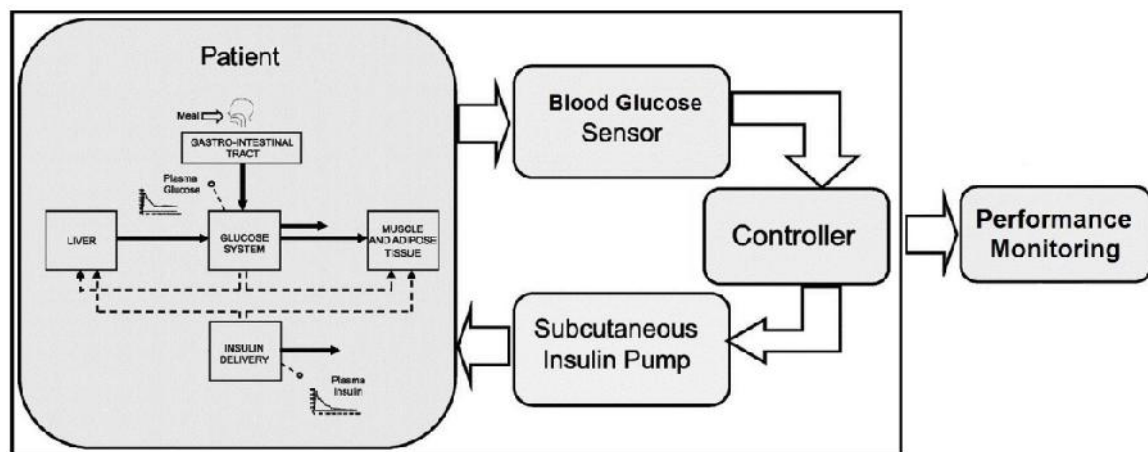 Patient
Meal
GASTRO-INTESTINAL
TRACT
Plasma
Glucose
LIVER
GLUCOSE
SYSTEM
MUSCLE
AND ADIPOSE
TISSUE
INSULIN
DELIVERY
Plasma
Insulin
Blood Glucose
Sensor
Controller
Subcutaneous
Insulin Pump
Performance
Monitoring